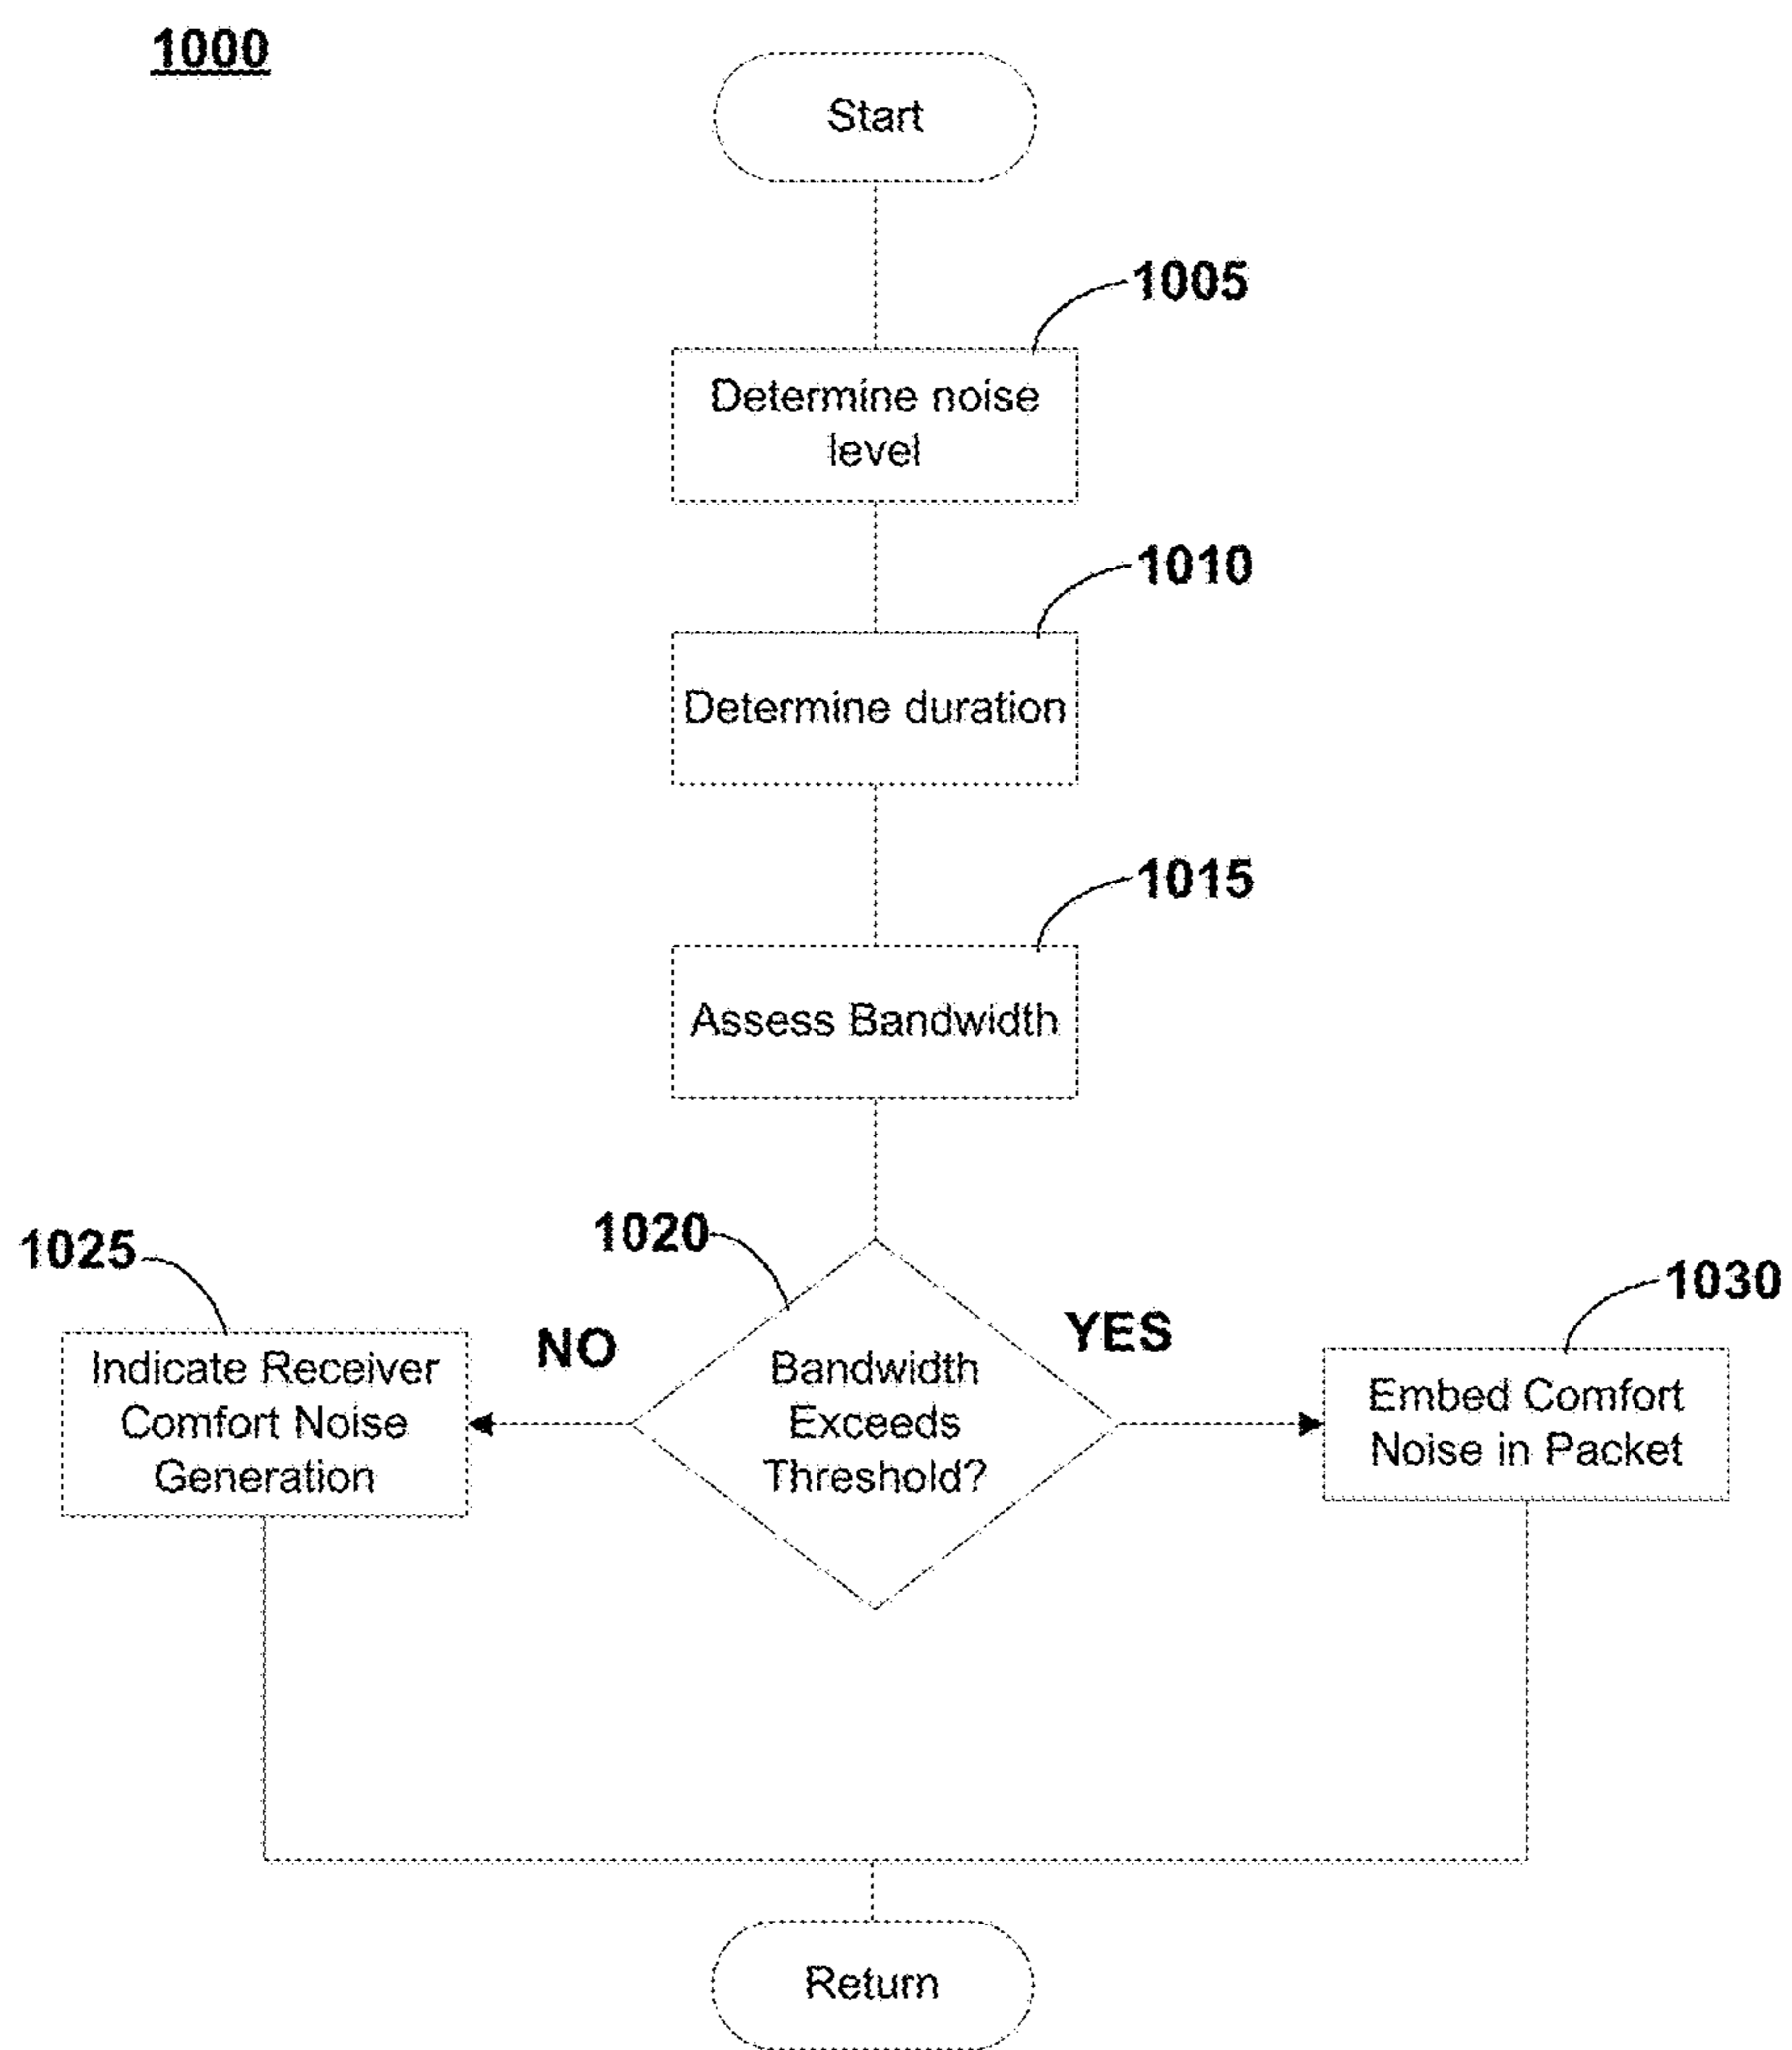 1000
Start
1005
Determine noise
level
1010
Determine duration
1015
Assess Bandwidth
1020
1025
1030
NO
YES
Indicate Receiver
Comfort Noise
Generation
Bandwidth
Exceeds
Threshold?
Embed Comfort
Noise in Packet
Return